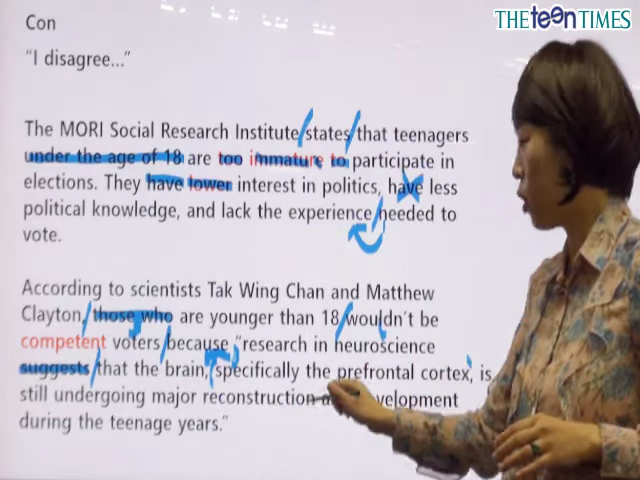 THE teen TIMES
Con
"I disagree..."
The MORI Social Research Institute states that teenagers
under the age of 18 are too immature to participate in
elections. They have lower interest in politics, have less
political knowledge, and lack the experience needed to
vote.
According to scientists Tak Wing Chan and Matthew
Clayton, those who are younger than 18 wouldn't be
competent voters because "research in neuroscience
suggests that the brain, specifically the prefrontal cortex, is
still undergoing major reconstruction development
during the teenage years."